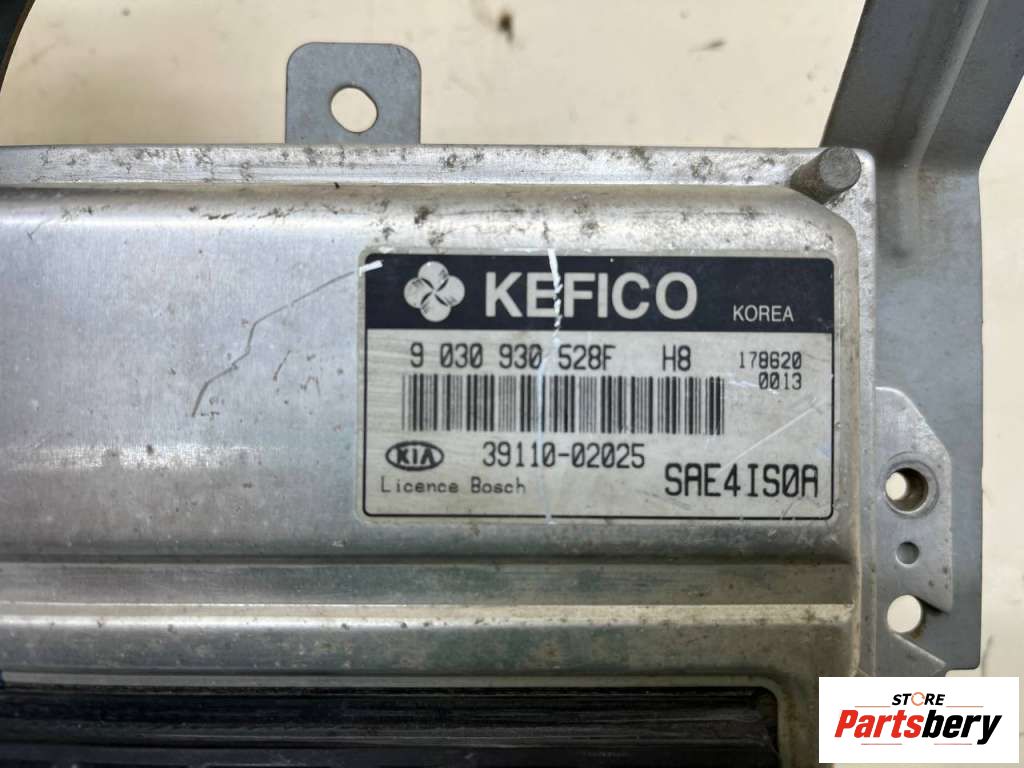 KEFICO KOREA
9 030 930 528F H8 178620
0013
KIA 39110-02025
Licence Bosch SAE4IS0A
STORE
Partsbery